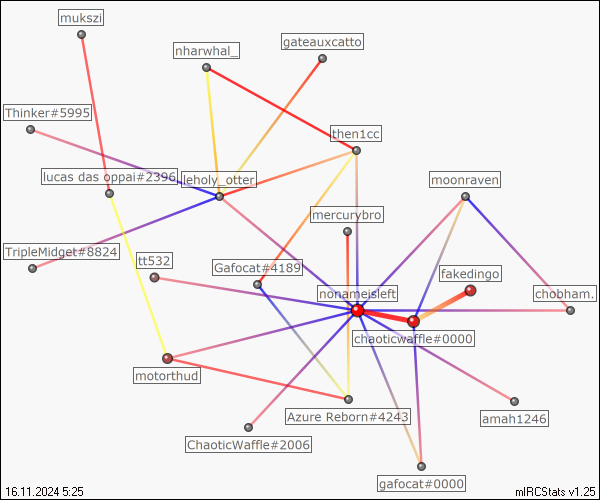 mukszi
nharwhal_
gateauxcatto
Thinker#5995
then1cc
lucas das oppai#2396
leholy_otter
moonraven
mercurybro
TripleMidget#8824
tt532
Gafocat#4189
fakedingo
nonameisleft
chobham.
chaoticwaffle#0000
motorthud
Azure Reborn#4243
amah1246
ChaoticWaffle#2006
gafocat#0000
16.11.2024 5:25
mIRCStats v1.25